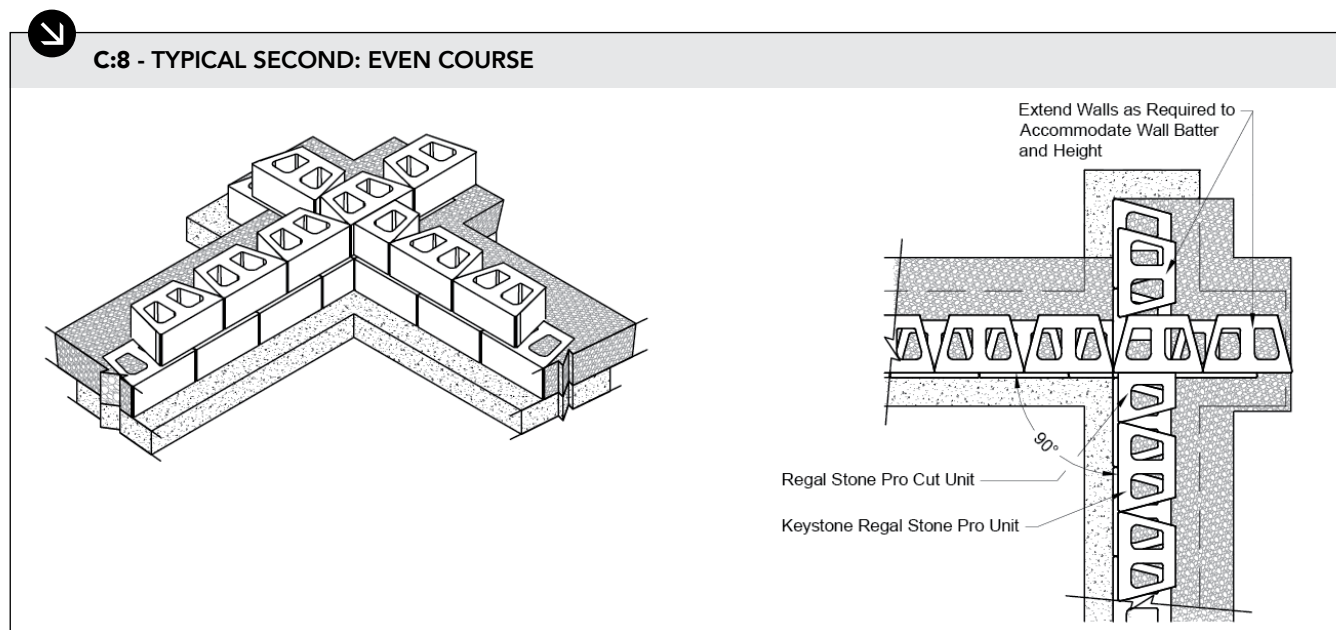 C:8 - TYPICAL SECOND: EVEN COURSE
Extend Walls as Required to
Accommodate Wall Batter
and Height
90°
Regal Stone Pro Cut Unit
Keystone Regal Stone Pro Unit